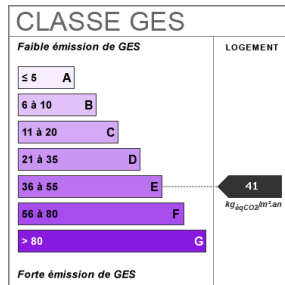 CLASSE GES
Faible émission de GES
LOGEMENT
≤ 5 A
6 à 10 B
11 à 20 C
21 à 35 D
36 à 55 E
41
kgéqCO2/m².an
56 à 80 F
> 80 G
Forte émission de GES